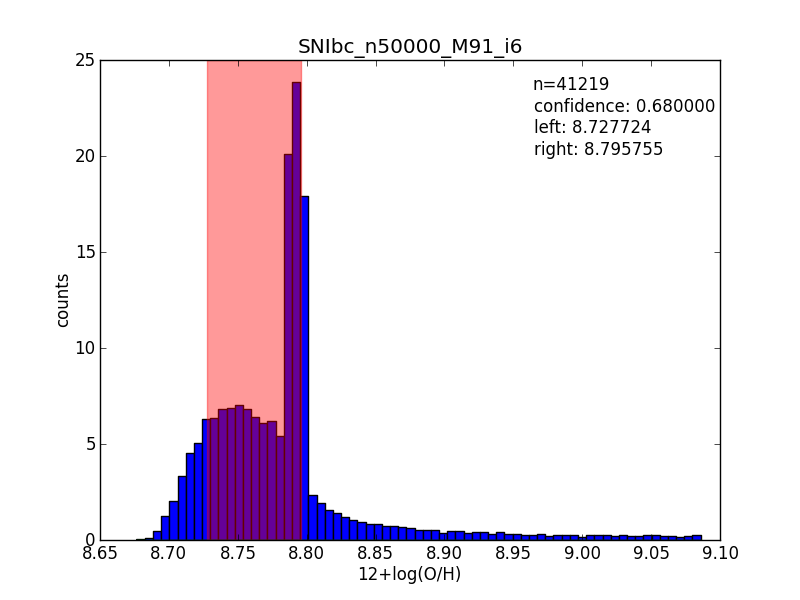 SNIbc_n50000_M91_i6
n=41219
confidence: 0.680000
left: 8.727724
right: 8.795755
25
20
15
10
5
0
counts
8.65 8.70 8.75 8.80 8.85 8.90 8.95 9.00 9.05 9.10
12+log(O/H)